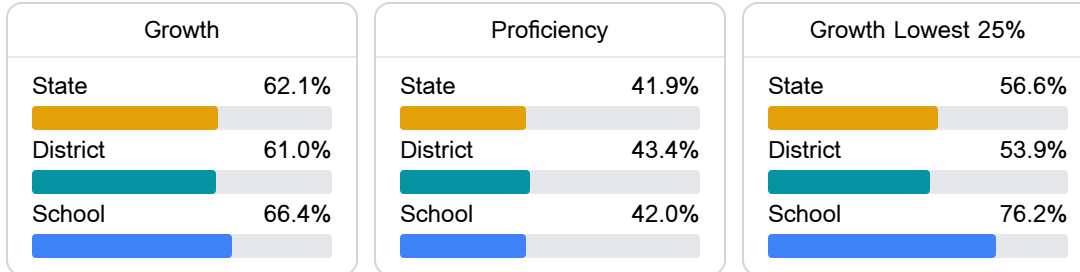 Growth
State 62.1%
District 61.0%
School 66.4%
Proficiency
State 41.9%
District 43.4%
School 42.0%
Growth Lowest 25%
State 56.6%
District 53.9%
School 76.2%